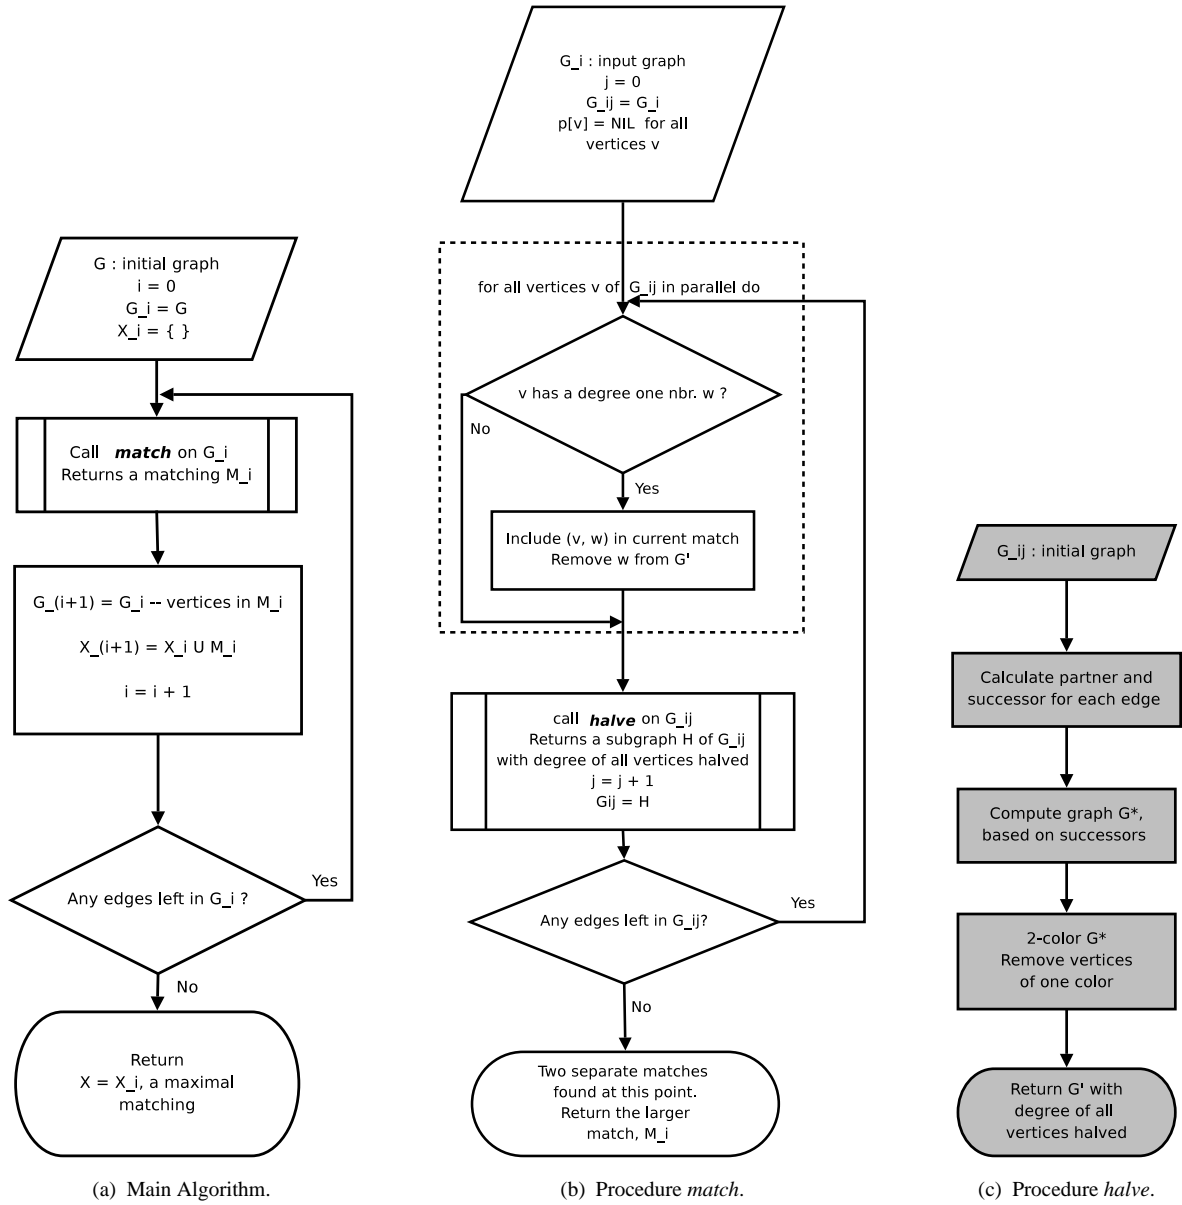 G : initial graph
i = 0
G_i = G
X_i = { }
Call match on G_i
Returns a matching M_i
G_(i+1) = G_i -- vertices in M_i
X_(i+1) = X_i U M_i
i = i + 1
Any edges left in G_i ?
Yes
No
Return
X = X_i, a maximal
matching
(a) Main Algorithm.
G_i : input graph
j = 0
G_ij = G_i
p[v] = NIL for all
vertices v
for all vertices v of G_ij in parallel do
v has a degree one nbr. w ?
No
Yes
Include (v, w) in current match
Remove w from G'
call halve on G_ij
Returns a subgraph H of G_ij
with degree of all vertices halved
j = j + 1
Gij = H
Any edges left in G_ij?
Yes
No
Two separate matches
found at this point.
Return the larger
match, M_i
(b) Procedure match.
G_ij : initial graph
Calculate partner and
successor for each edge
Compute graph G*,
based on successors
2-color G*
Remove vertices
of one color
Return G' with
degree of all
vertices halved
(c) Procedure halve.